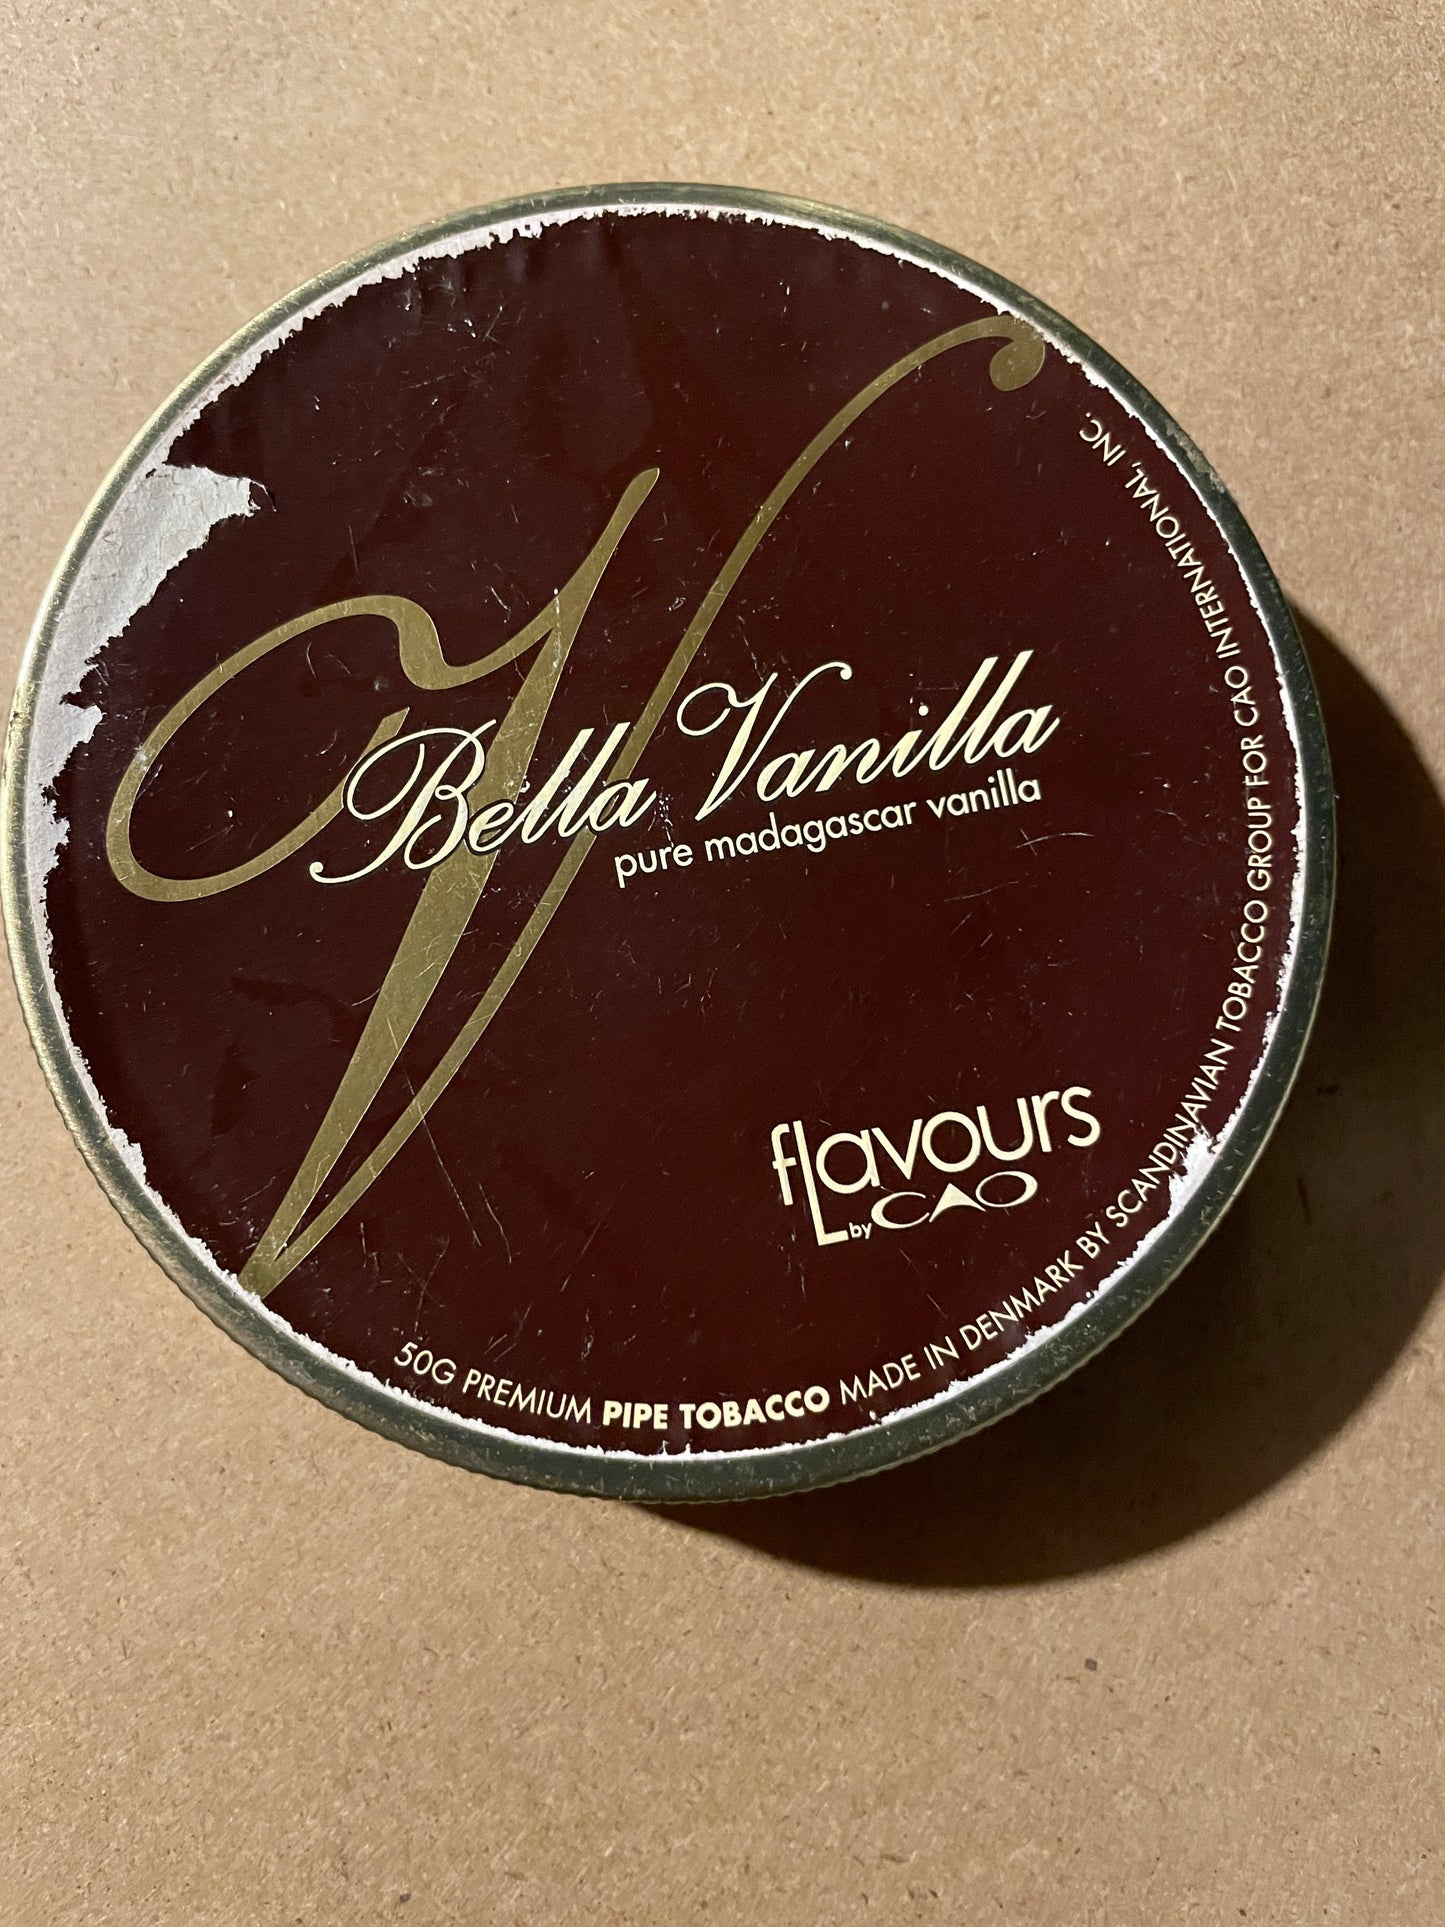 V
Bella Vanilla
pure madagascar vanilla
flavours
by CAO
50G PREMIUM PIPE TOBACCO MADE IN DENMARK BY SCANDINAVIAN TOBACCO GROUP FOR CAO INTERNATIONAL, INC.